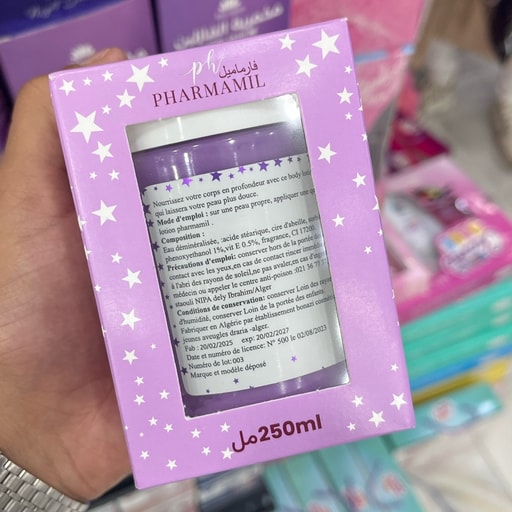 ph
فارماميل
PHARMAMIL
Nourrissez votre corps en profondeur avec ce body
qui laissera votre peau plus douce.
Mode d'emploi : sur une peau propre, appliquer une
lotion pharmamil .
Composition :
Eau déminéralisée, :acide stéarique, cire d'abeille,
phenoxyethanol 1%,vit E 0.5%, fragrance, CI 17200.
Précautions d'emploi: conserver hors de la portée
contact avec les yeux,en cas de contact rincer
à l'abri des rayons de soleil,ne pas avaler,en cas
médecin ou appeler le centre anti-poison :021 36
staouli NIPA dely Ibrahim/Alger
Conditions de conservation: conserver Loin des
d'humidité, conserver Loin de la portée des enfants.
Fabriquer en Algérie par établissement bonati
jeunes aveugles draria -alger.
Fab : 20/02/2025 exp: 20/02/2027
Date et numéro de licence: N° 500 le 02/08/2023
Numéro de lot: 003
Marque et modèle déposé
250ml مل